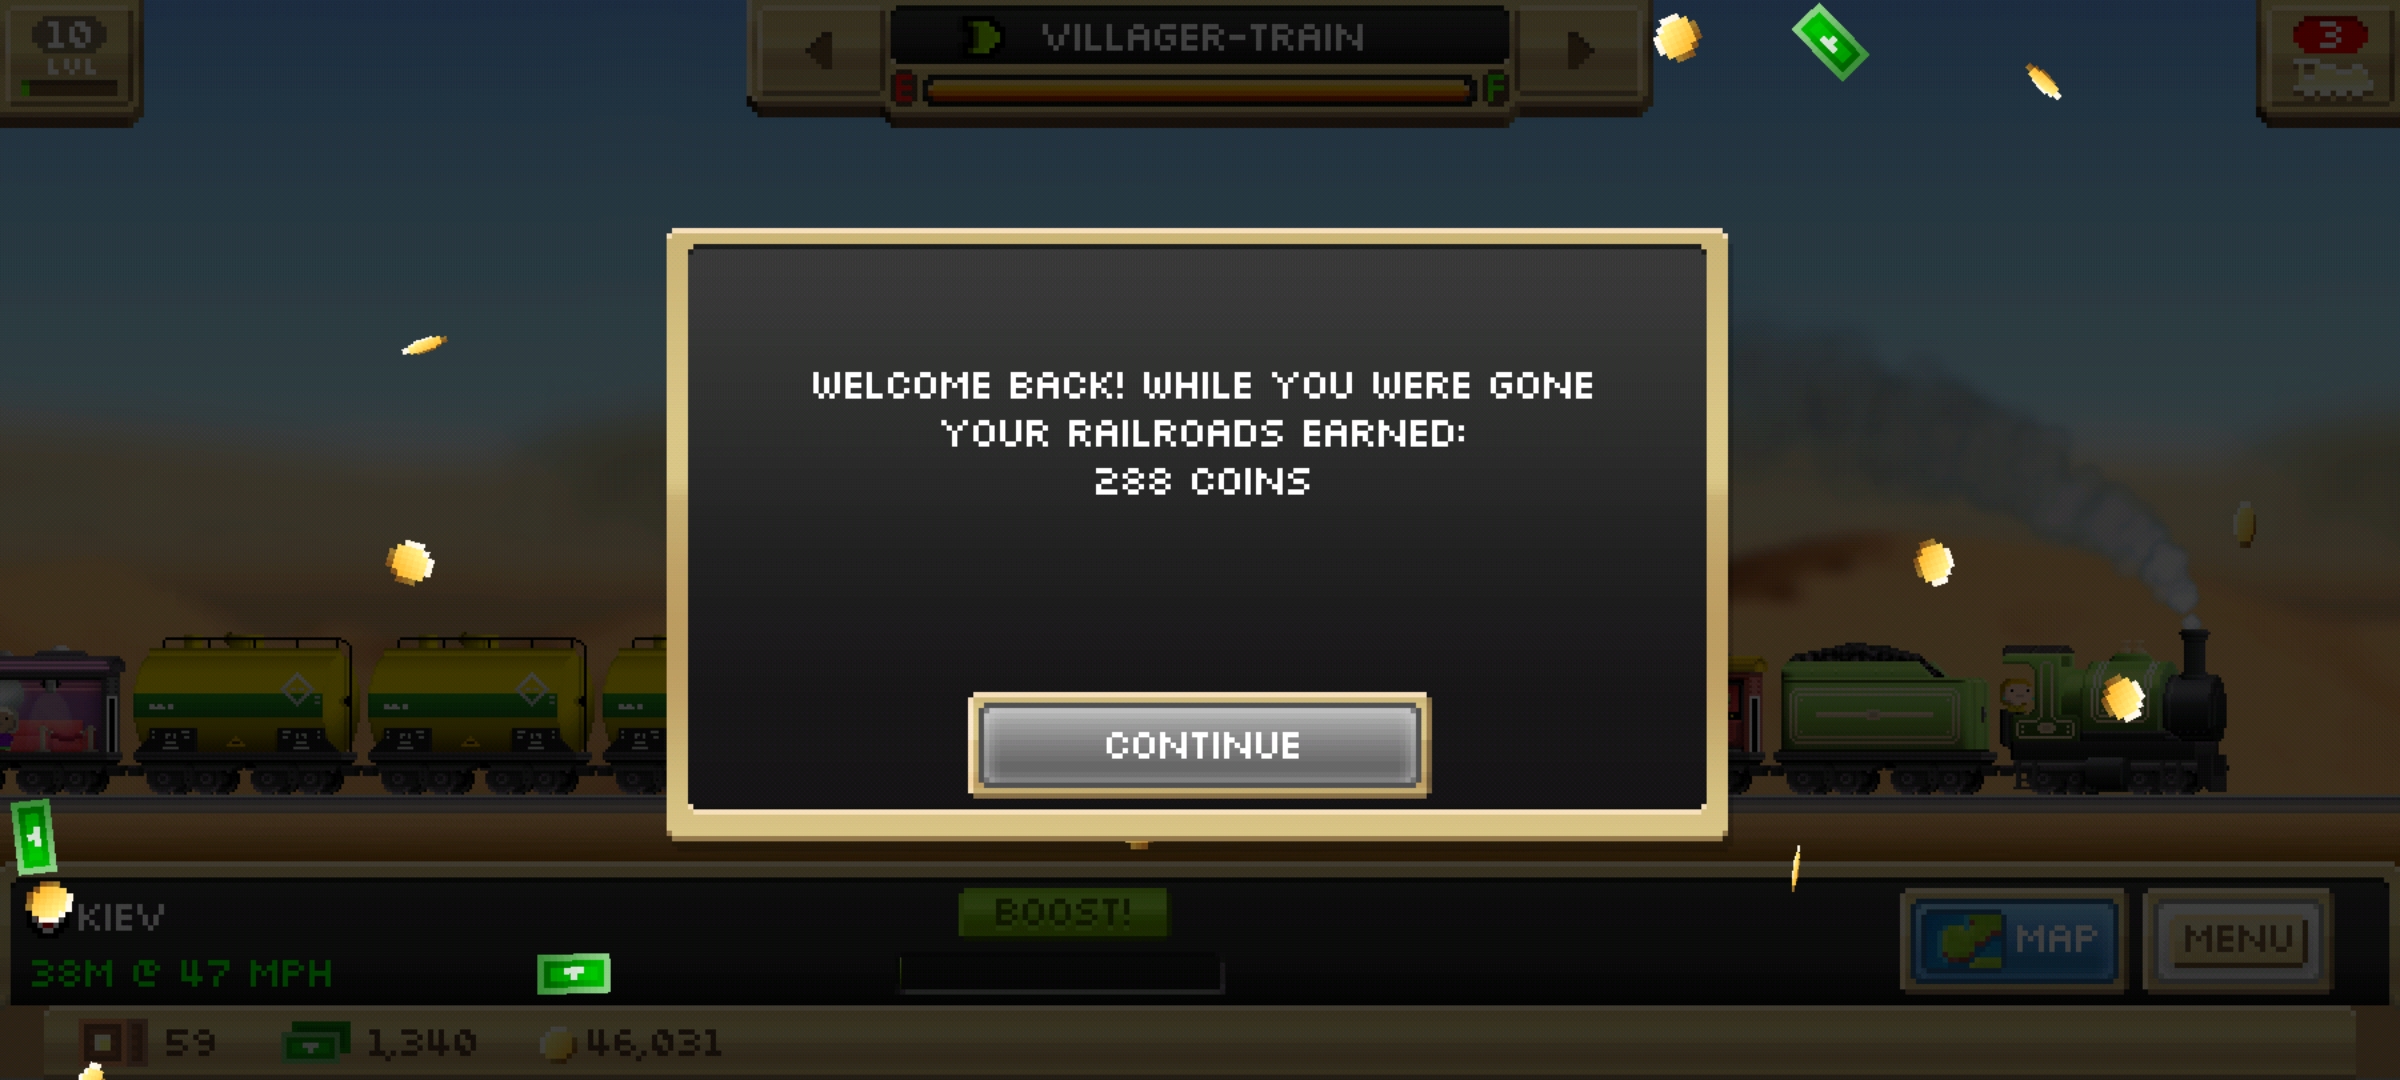 10
LVL
VILLAGER-TRAIN
E F
3
WELCOME BACK! WHILE YOU WERE GONE
YOUR RAILROADS EARNED:
288 COINS
CONTINUE
KIEV
38M @ 47 MPH
BOOST!
MAP
MENU
59
1,340
46,031